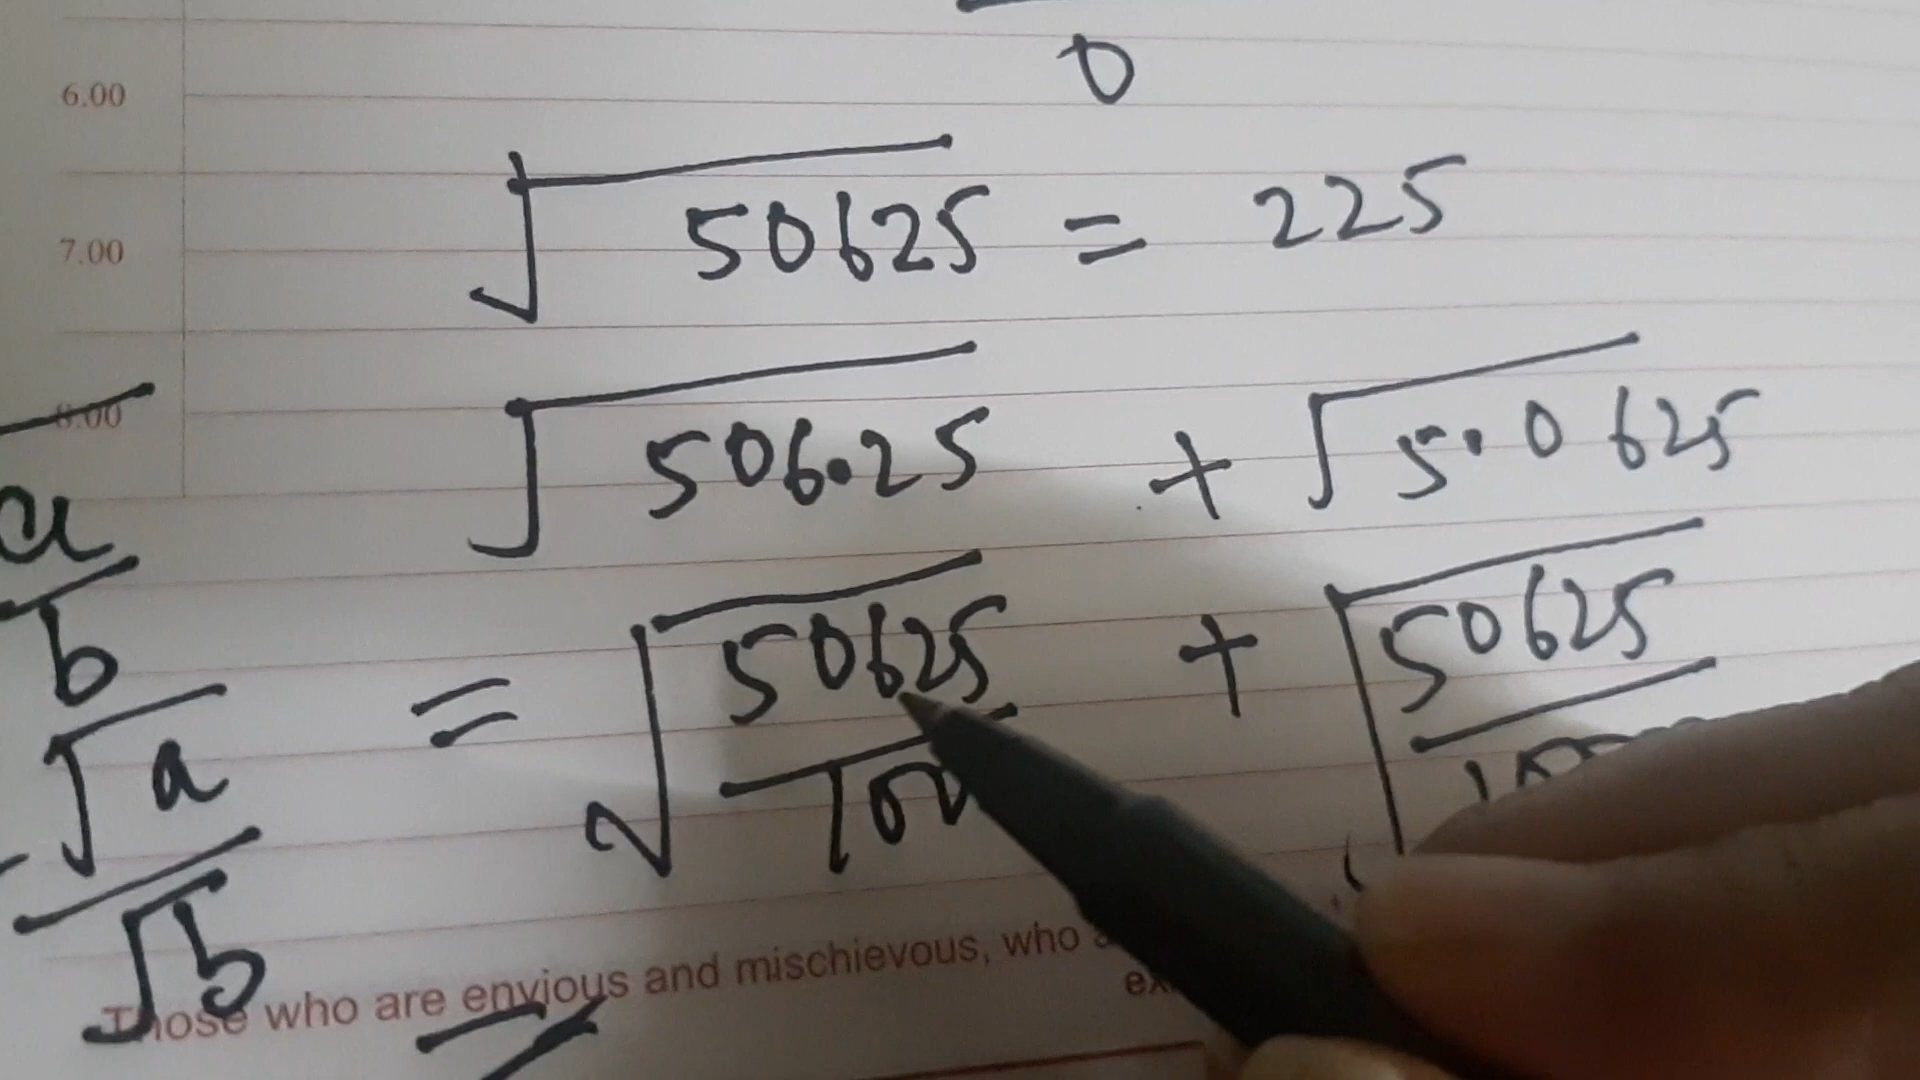 0
6.00
√50625 = 225
7.00
8.00
√506.25 + √5.0625
a
b
= √50625/100 + √50625
√a
√b
Those who are envious and mischievous, who